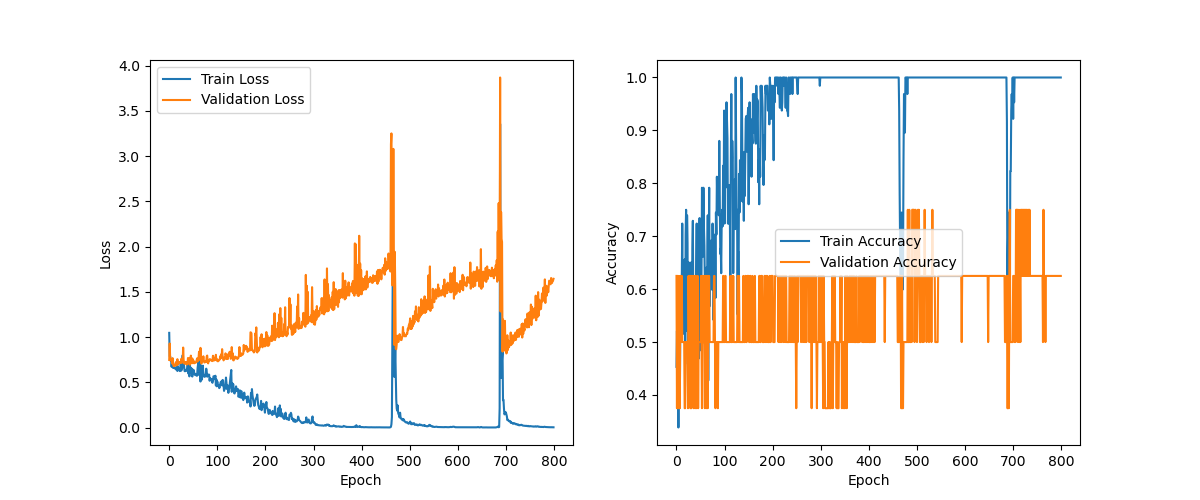 4.0
3.5
3.0
2.5
2.0
1.5
1.0
0.5
0.0
Loss
Train Loss
Validation Loss
0 100 200 300 400 500 600 700 800
Epoch
1.0
0.9
0.8
0.7
0.6
0.5
0.4
Accuracy
Train Accuracy
Validation Accuracy
0 100 200 300 400 500 600 700 800
Epoch